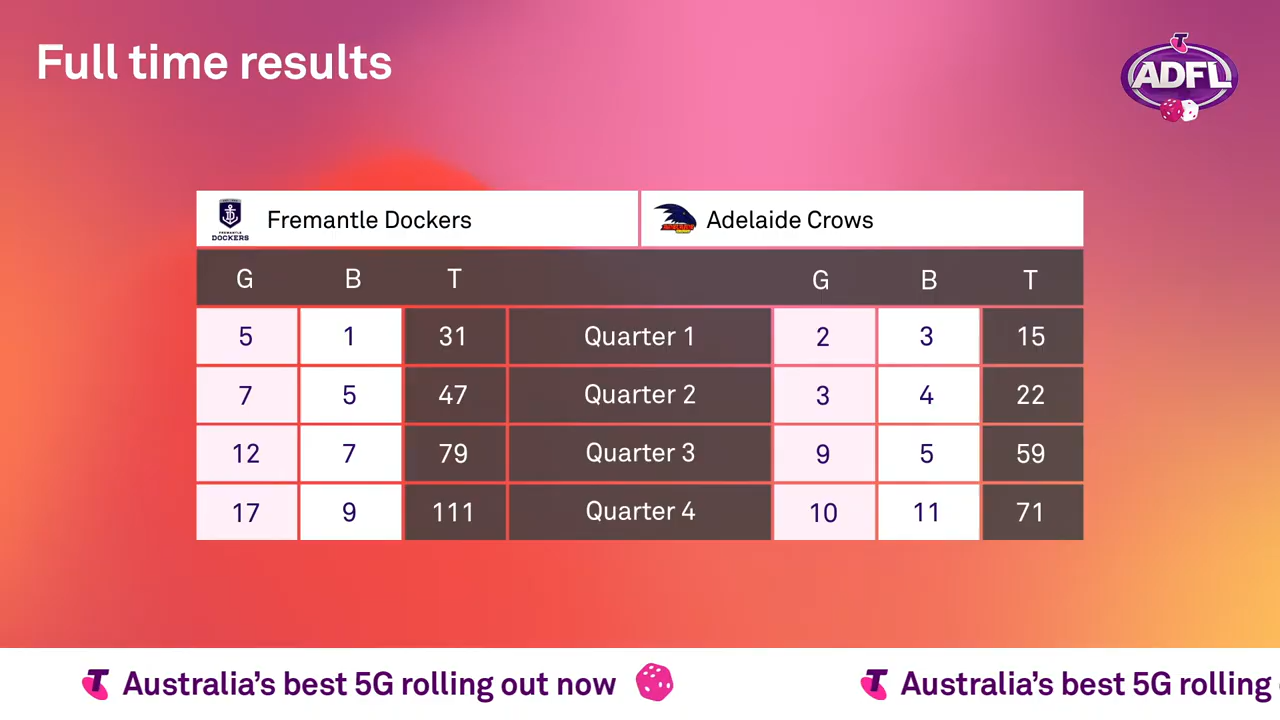 Full time results
T
ADFL
FREMANTLE
DOCKERS
Fremantle Dockers
Adelaide Crows
G B T G B T
5 1 31 Quarter 1 2 3 15
7 5 47 Quarter 2 3 4 22
12 7 79 Quarter 3 9 5 59
17 9 111 Quarter 4 10 11 71
T Australia’s best 5G rolling out now T Australia’s best 5G rolling